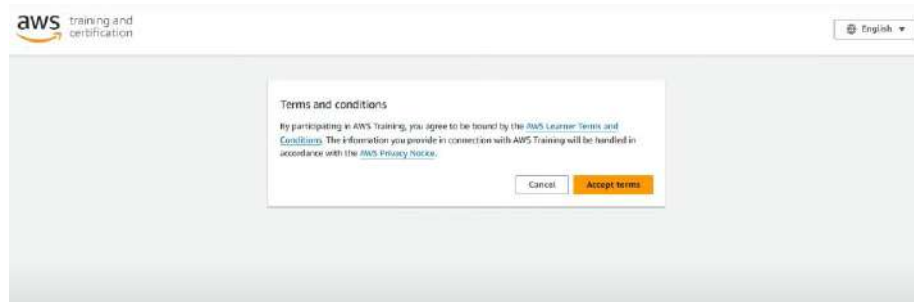 aws training and
certification
English
Terms and conditions
By participating in AWS Training, you agree to be bound by the AWS Learner Terms and
Conditions. The information you provide in connection with AWS Training will be handled in
accordance with the AWS Privacy Notice.
Cancel Accept terms